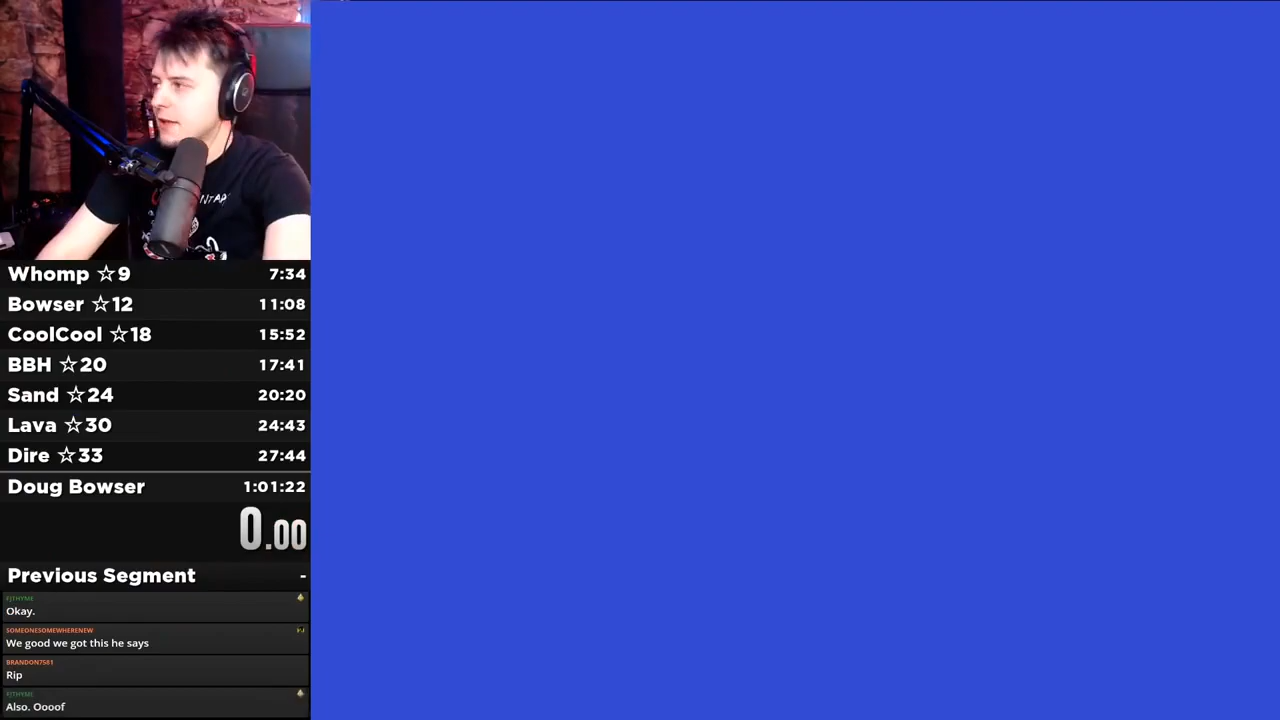 NTAP
Whomp ☆9 7:34
Bowser ☆12 11:08
CoolCool ☆18 15:52
BBH ☆20 17:41
Sand ☆24 20:20
Lava ☆30 24:43
Dire ☆33 27:44
Doug Bowser 1:01:22
0.00
Previous Segment -
FJTHYME
Okay.
SOMEONESOMEWHERENEW
We good we got this he says
BRANDON7581
Rip
FJTHYME
Also. Oooof